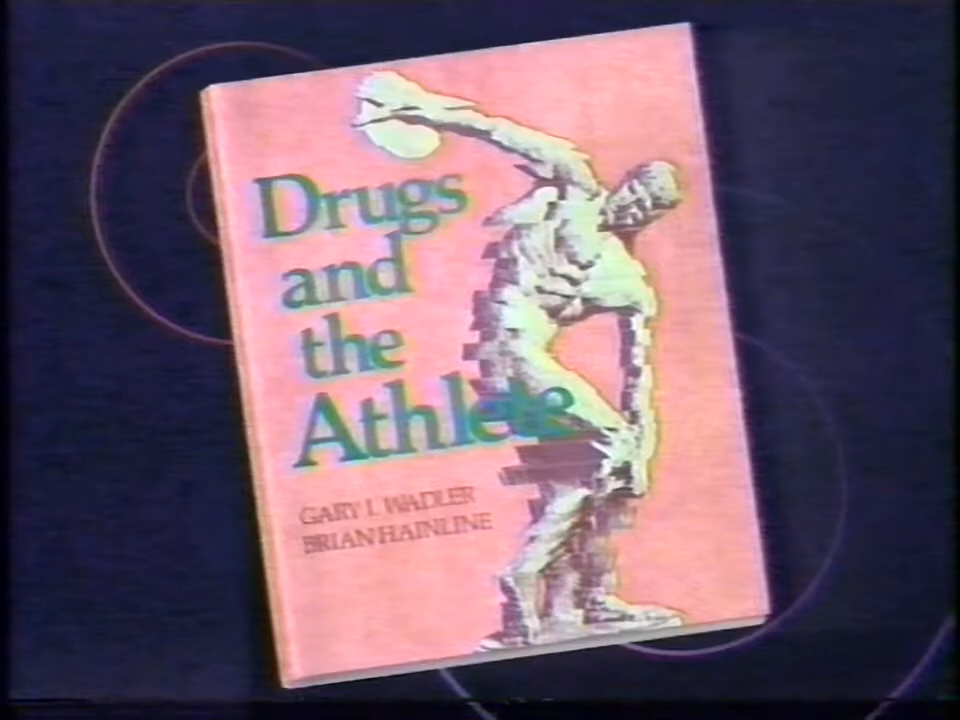 Drugs
and
the
Athlete
GARY I. WADLER
BRIAN HAINLINE